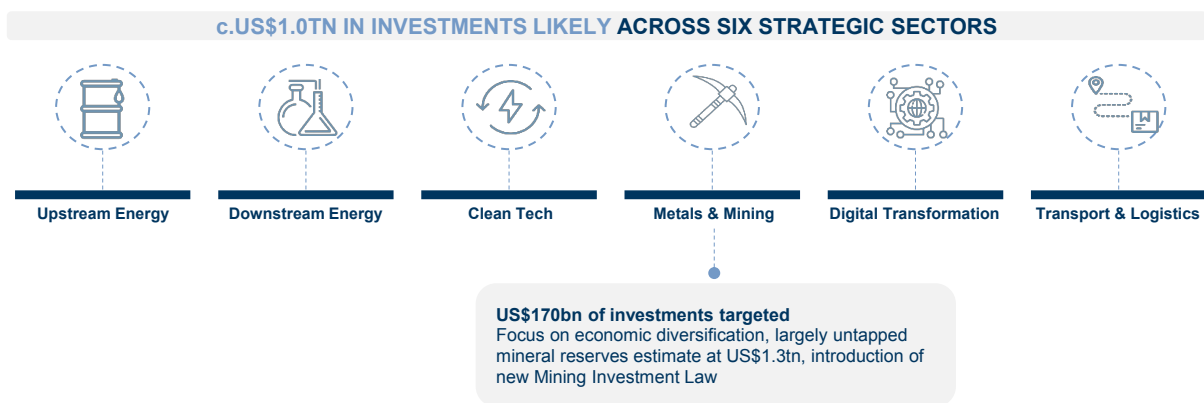 c.US$1.0TN IN INVESTMENTS LIKELY ACROSS SIX STRATEGIC SECTORS
Upstream Energy
Downstream Energy
Clean Tech
Metals & Mining
Digital Transformation
Transport & Logistics
US$170bn of investments targeted
Focus on economic diversification, largely untapped
mineral reserves estimate at US$1.3tn, introduction of
new Mining Investment Law